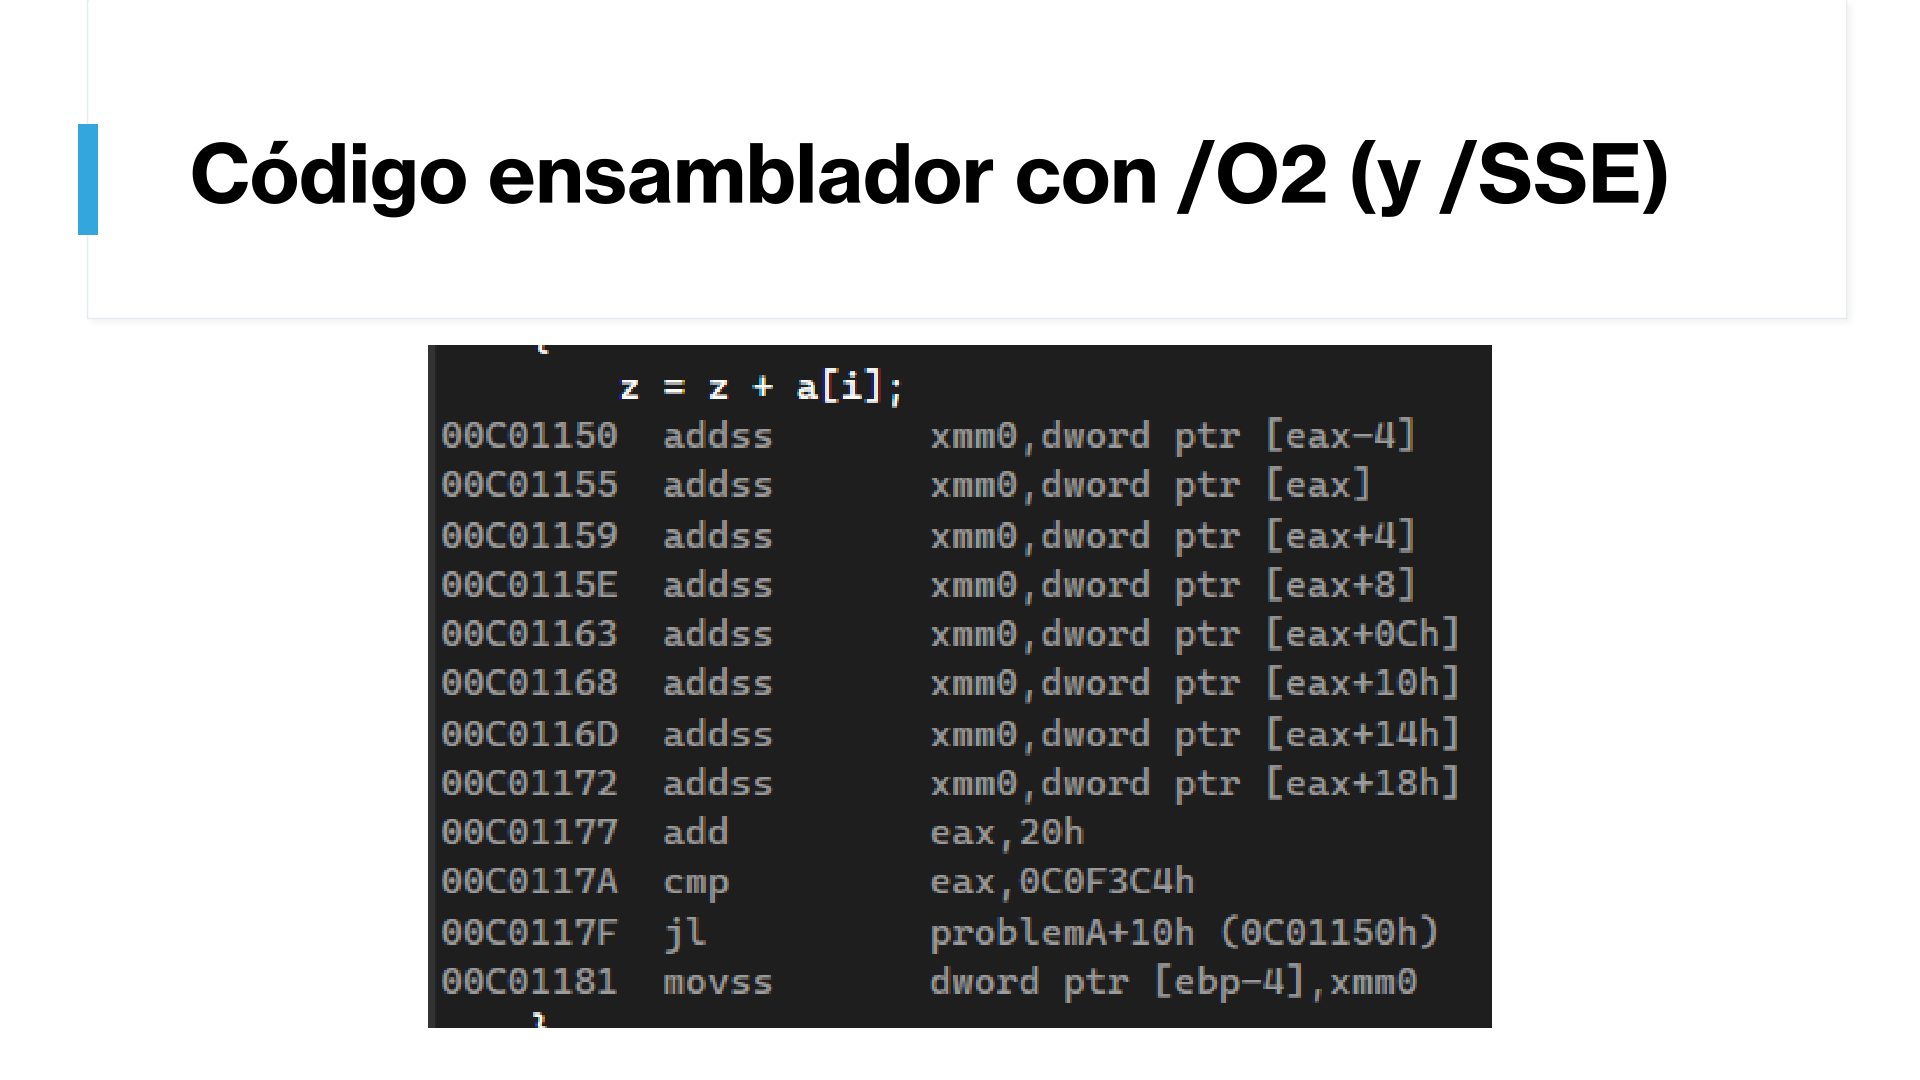 Código ensamblador con /O2 (y /SSE)
z = z + a[i];
00C01150 addss xmm0,dword ptr [eax-4]
00C01155 addss xmm0,dword ptr [eax]
00C01159 addss xmm0,dword ptr [eax+4]
00C0115E addss xmm0,dword ptr [eax+8]
00C01163 addss xmm0,dword ptr [eax+0Ch]
00C01168 addss xmm0,dword ptr [eax+10h]
00C0116D addss xmm0,dword ptr [eax+14h]
00C01172 addss xmm0,dword ptr [eax+18h]
00C01177 add eax,20h
00C0117A cmp eax,0C0F3C4h
00C0117F jl problemA+10h (0C01150h)
00C01181 movss dword ptr [ebp-4],xmm0